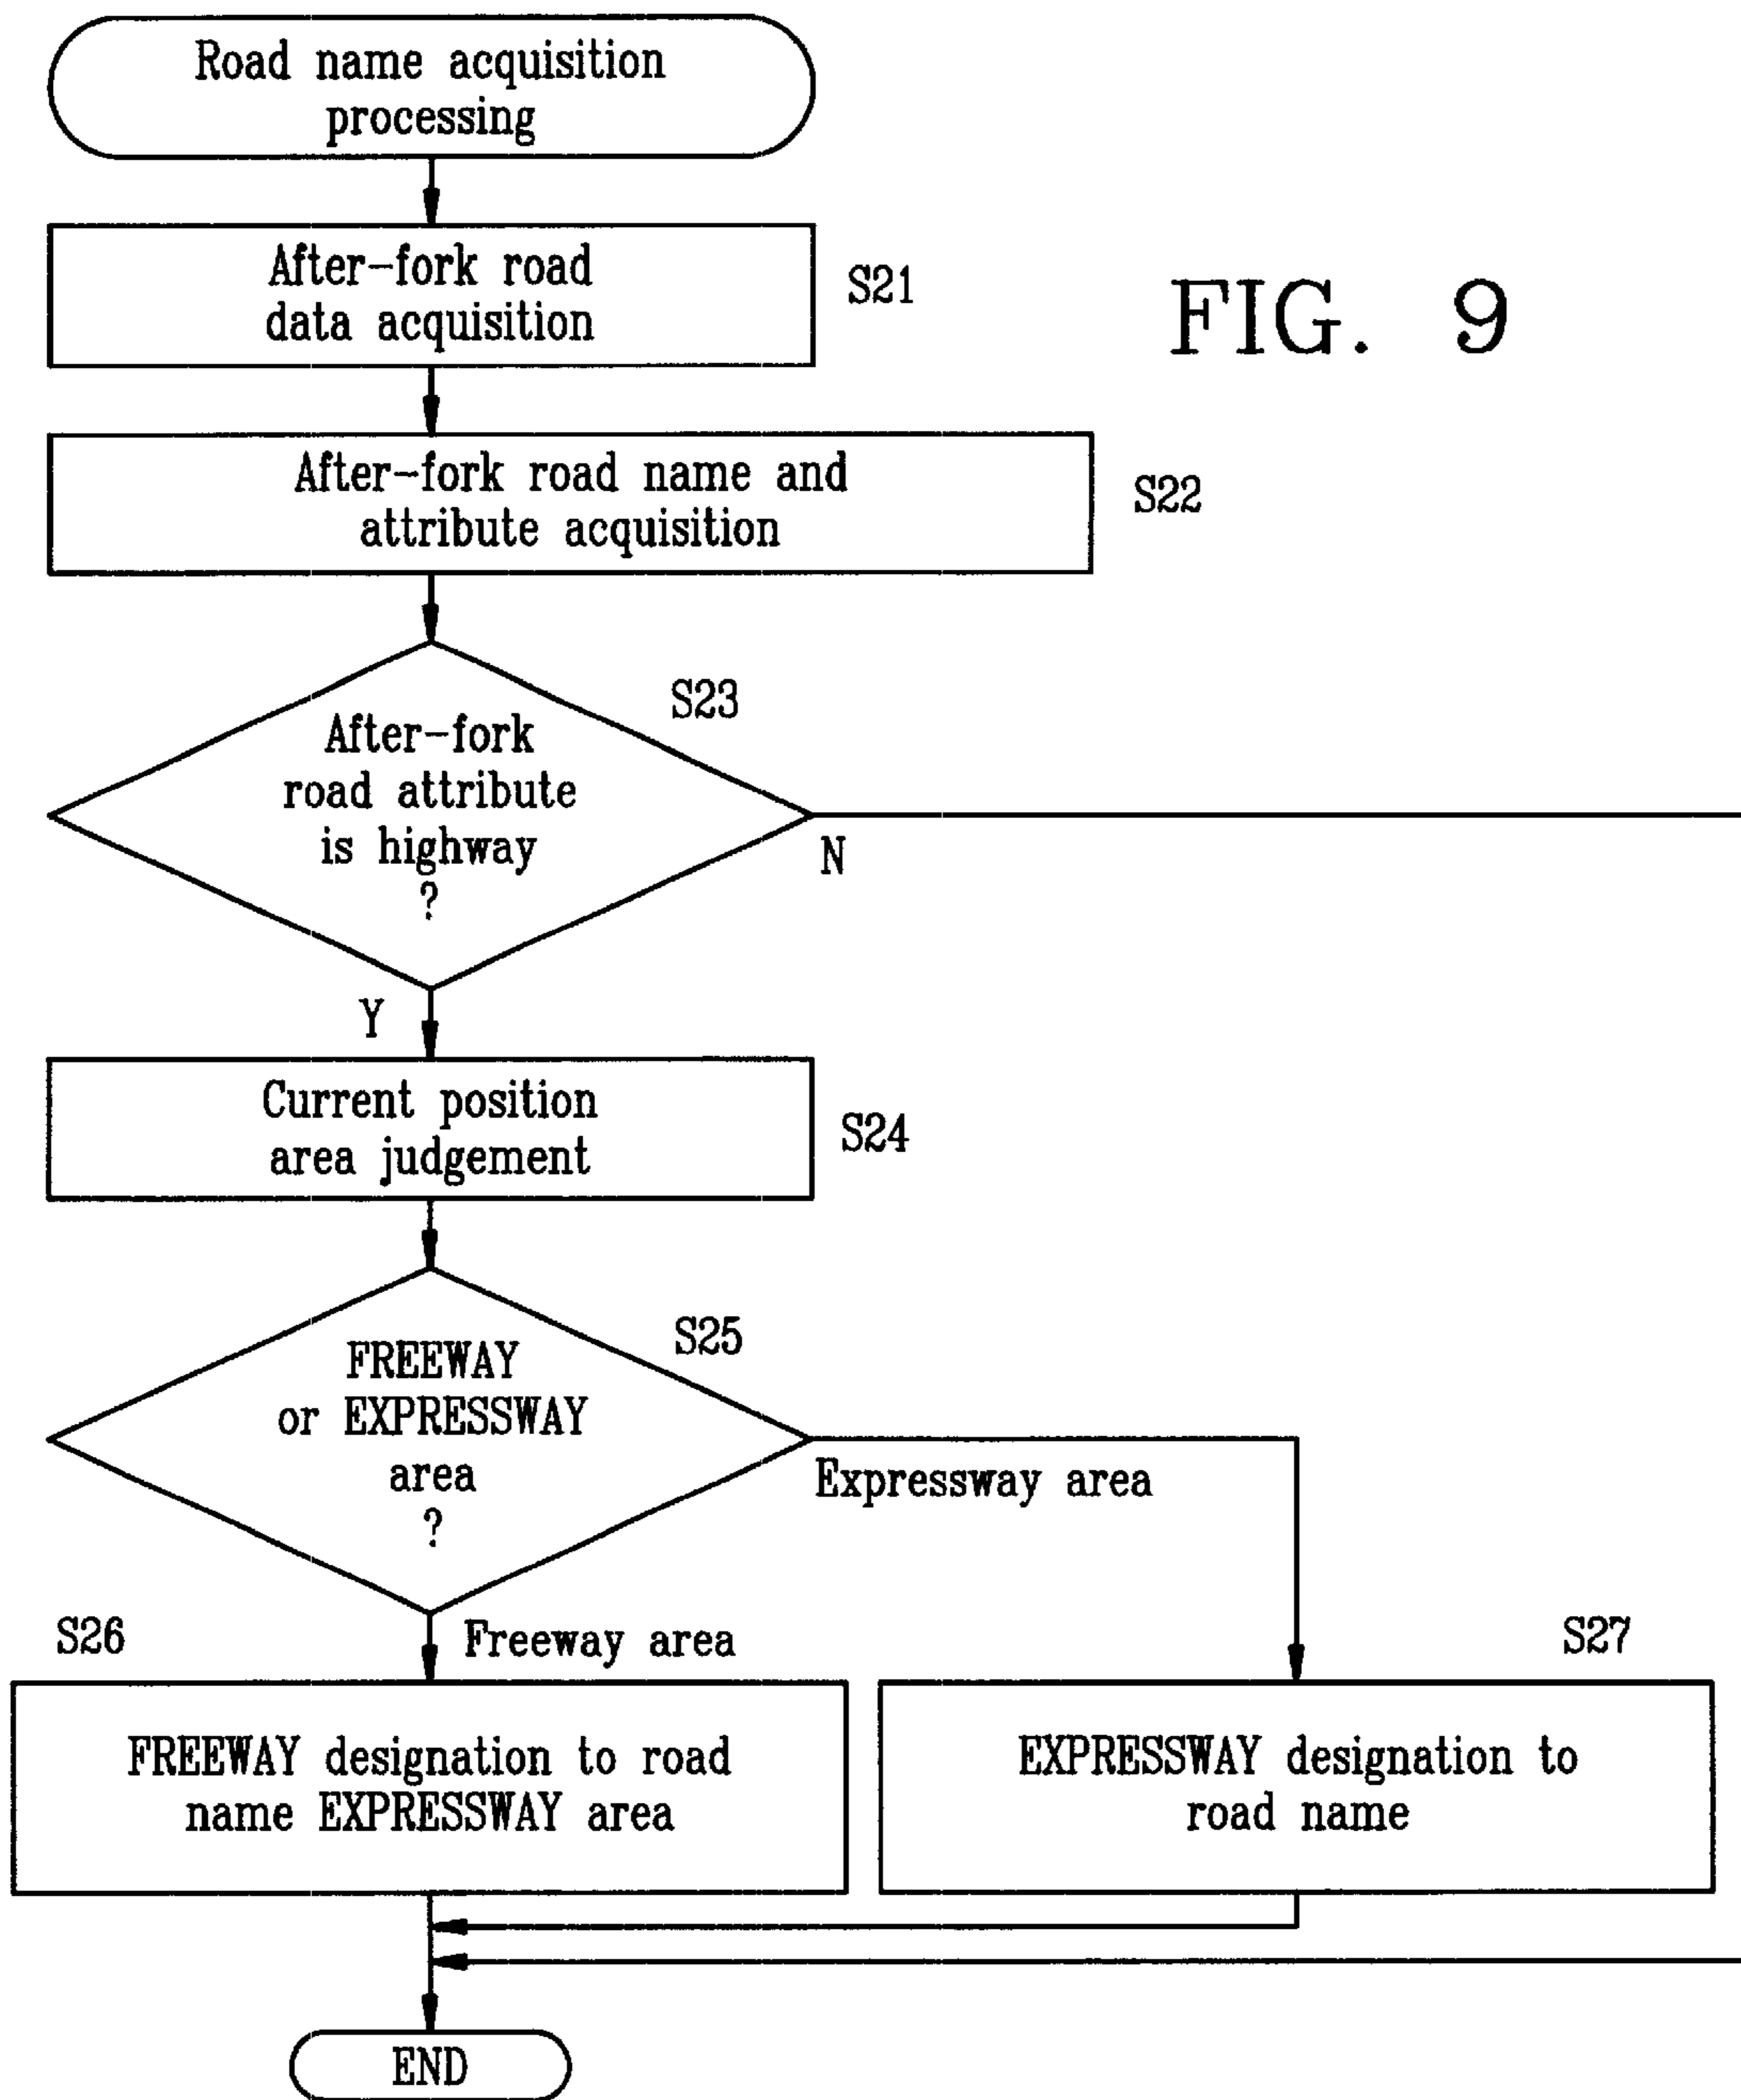 Road name acquisition
processing
After-fork road
data acquisition
S21
FIG. 9
After-fork road name and
attribute acquisition
S22
S23
After-fork
road attribute
is highway
?
N
Y
Current position
area judgement
S24
S25
FREEWAY
or EXPRESSWAY
area
?
Expressway area
S26
Freeway area
S27
FREEWAY designation to road
name EXPRESSWAY area
EXPRESSWAY designation to
road name
END